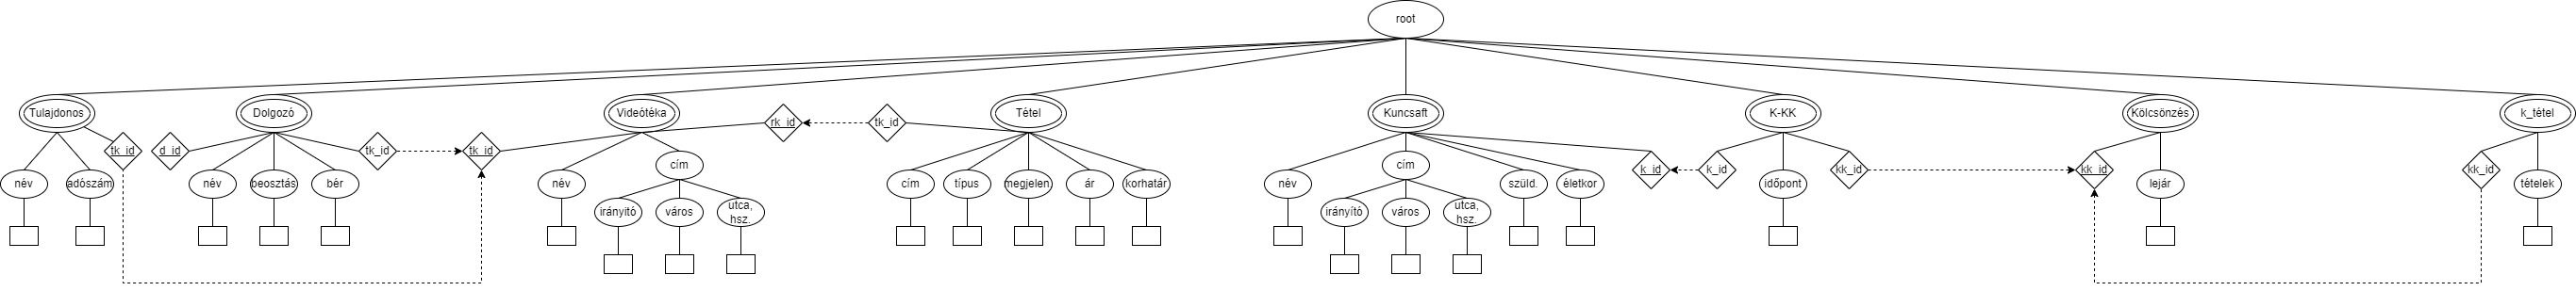 root
Tulajdonos
Dolgozó
Videótéka
Tétel
Kuncsaft
K-KK
Kölcsönzés
k_tétel
tk_id
d_id
tk_id
tk_id
rk_id
tk_id
k_id
k_id
kk_id
kk_id
kk_id
név
adószám
név
beosztás
bér
név
cím
irányitó
város
utca,
hsz.
cím
típus
megjelen
ár
korhatár
név
cím
irányító
város
utca,
hsz.
szüld.
életkor
időpont
lejár
tételek